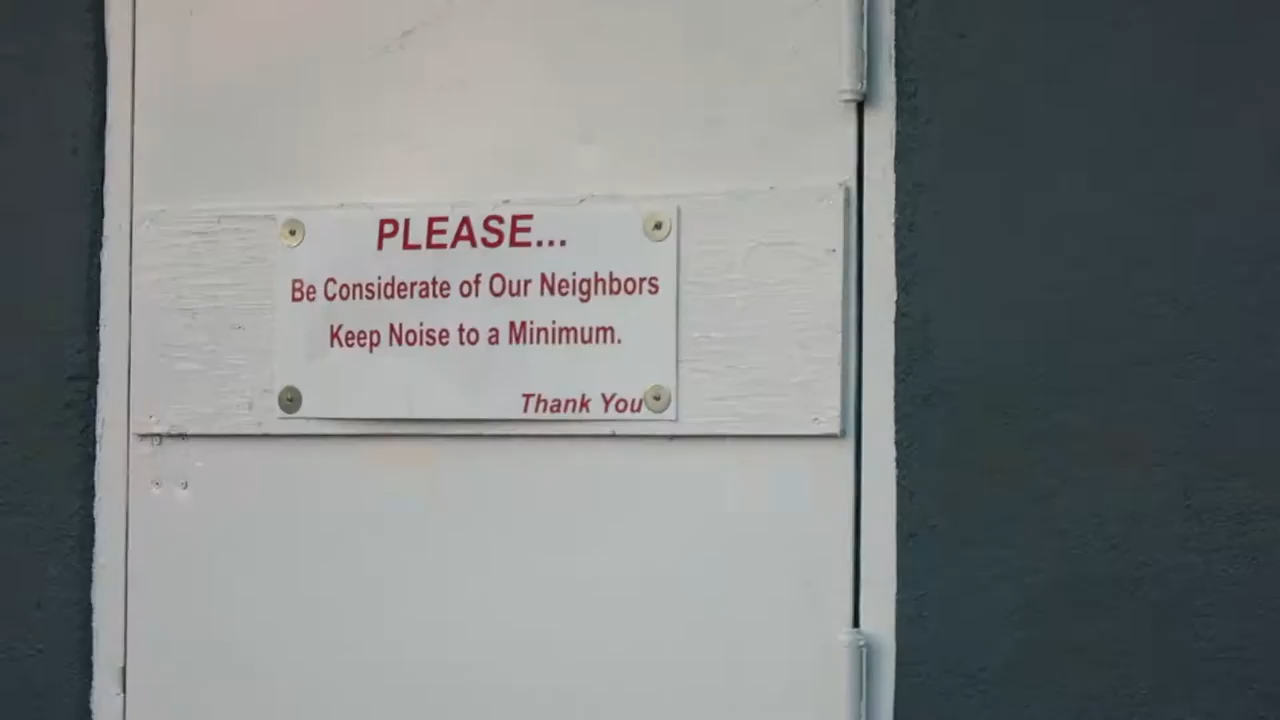 PLEASE...
Be Considerate of Our Neighbors
Keep Noise to a Minimum.
Thank You